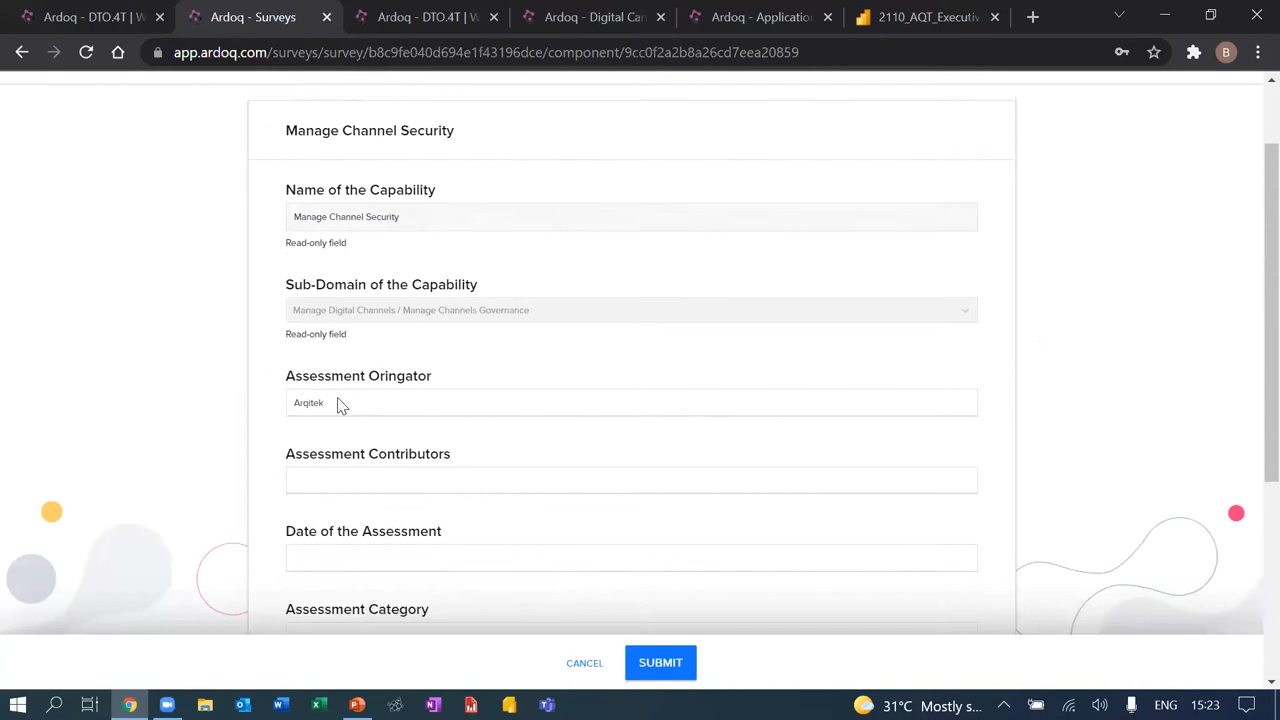 Ardoq - DTO.4T | W
Ardoq - Surveys
Ardoq - DTO.4T | W
Ardoq - Digital Can
Ardoq - Application
2110_AQT_Executiv
app.ardoq.com/surveys/survey/b8c9fe040d694e1f43196dce/component/9cc0f2a2b8a26cd7eea20859
B
Manage Channel Security
Name of the Capability
Manage Channel Security
Read-only field
Sub-Domain of the Capability
Manage Digital Channels / Manage Channels Governance
Read-only field
Assessment Oringator
Arqitek
Assessment Contributors
Date of the Assessment
Assessment Category
CANCEL
SUBMIT
31°C Mostly s...
ENG
15:23